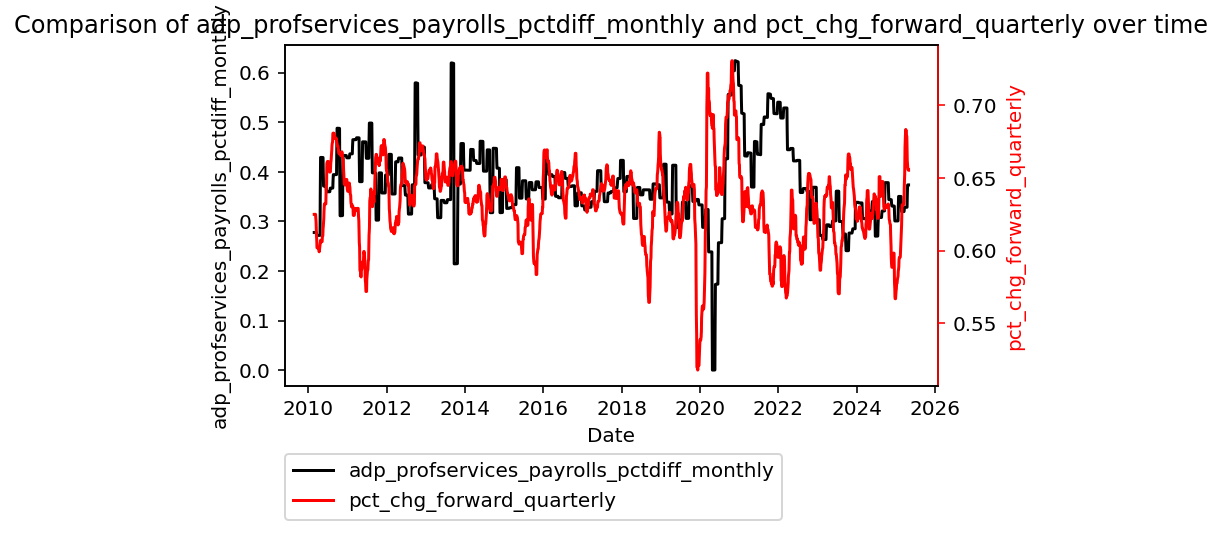 Comparison of adp_profservices_payrolls_pctdiff_monthly and pct_chg_forward_quarterly over time
adp_profservices_payrolls_pctdiff_monthly
0.6
0.5
0.4
0.3
0.2
0.1
0.0
0.70
0.65
0.60
0.55
pct_chg_forward_quarterly
2010 2012 2014 2016 2018 2020 2022 2024 2026
Date
adp_profservices_payrolls_pctdiff_monthly
pct_chg_forward_quarterly